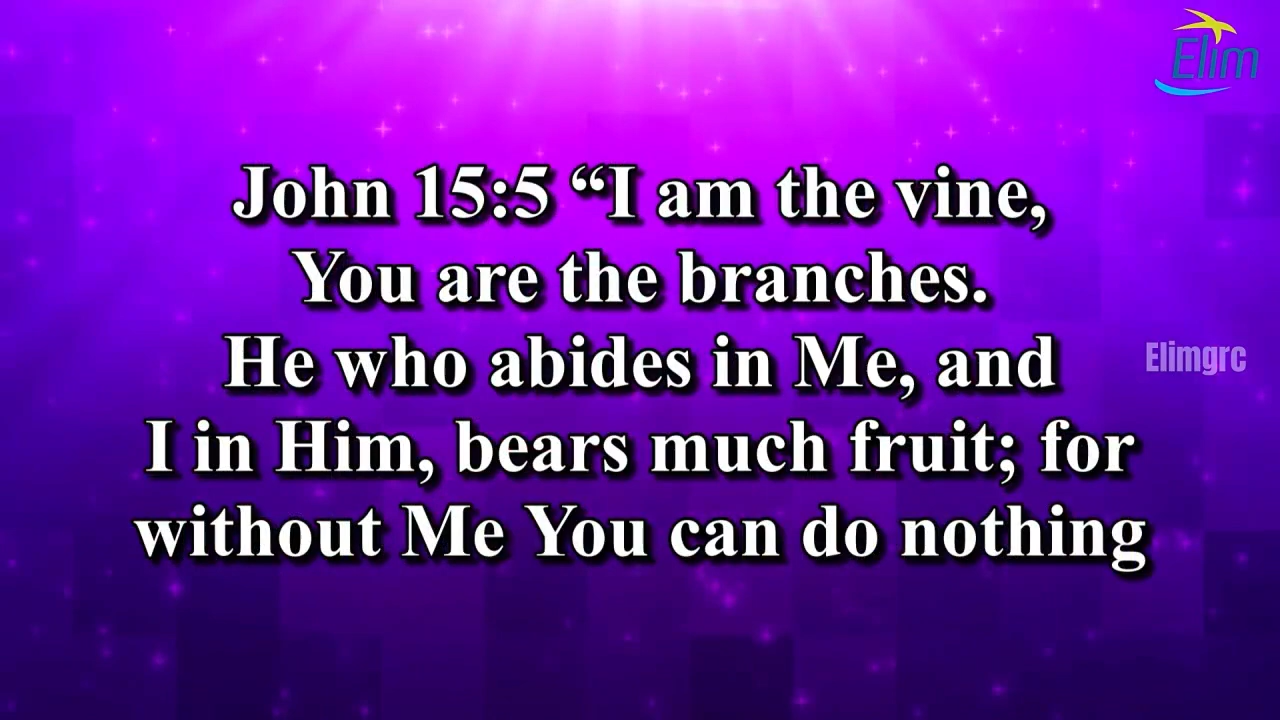 Elim
John 15:5 “I am the vine,
You are the branches.
He who abides in Me, and
Elimgrc
I in Him, bears much fruit; for
without Me You can do nothing